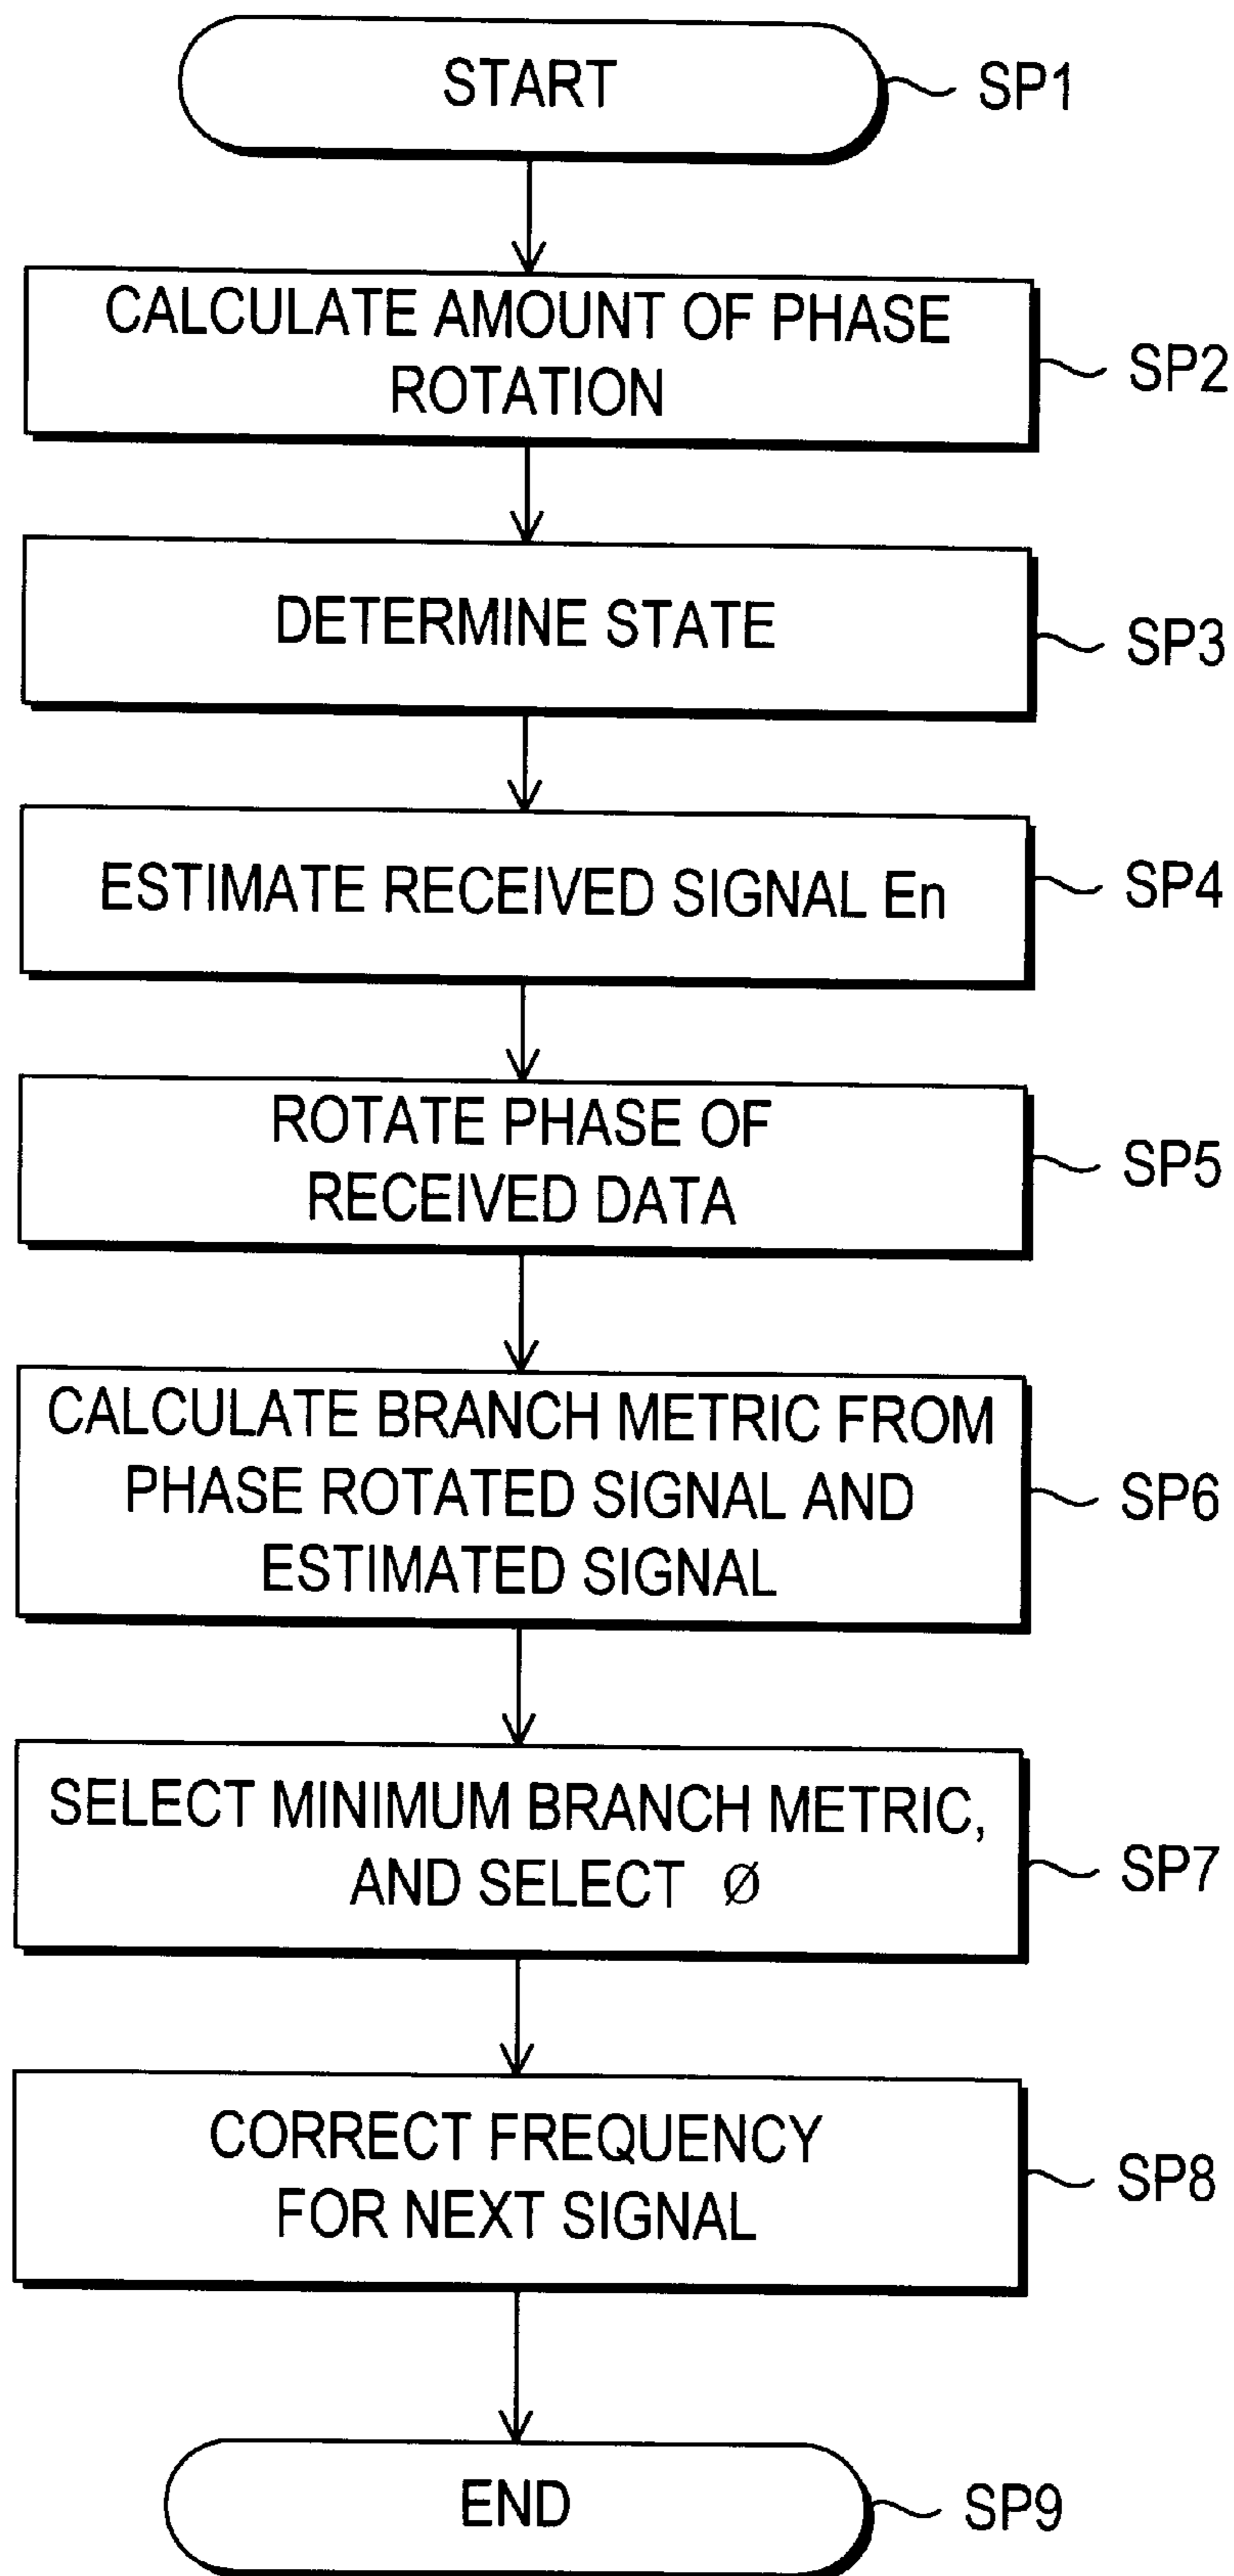 START
SP1
CALCULATE AMOUNT OF PHASE
ROTATION
SP2
DETERMINE STATE
SP3
ESTIMATE RECEIVED SIGNAL En
SP4
ROTATE PHASE OF
RECEIVED DATA
SP5
CALCULATE BRANCH METRIC FROM
PHASE ROTATED SIGNAL AND
ESTIMATED SIGNAL
SP6
SELECT MINIMUM BRANCH METRIC,
AND SELECT Ø
SP7
CORRECT FREQUENCY
FOR NEXT SIGNAL
SP8
END
SP9